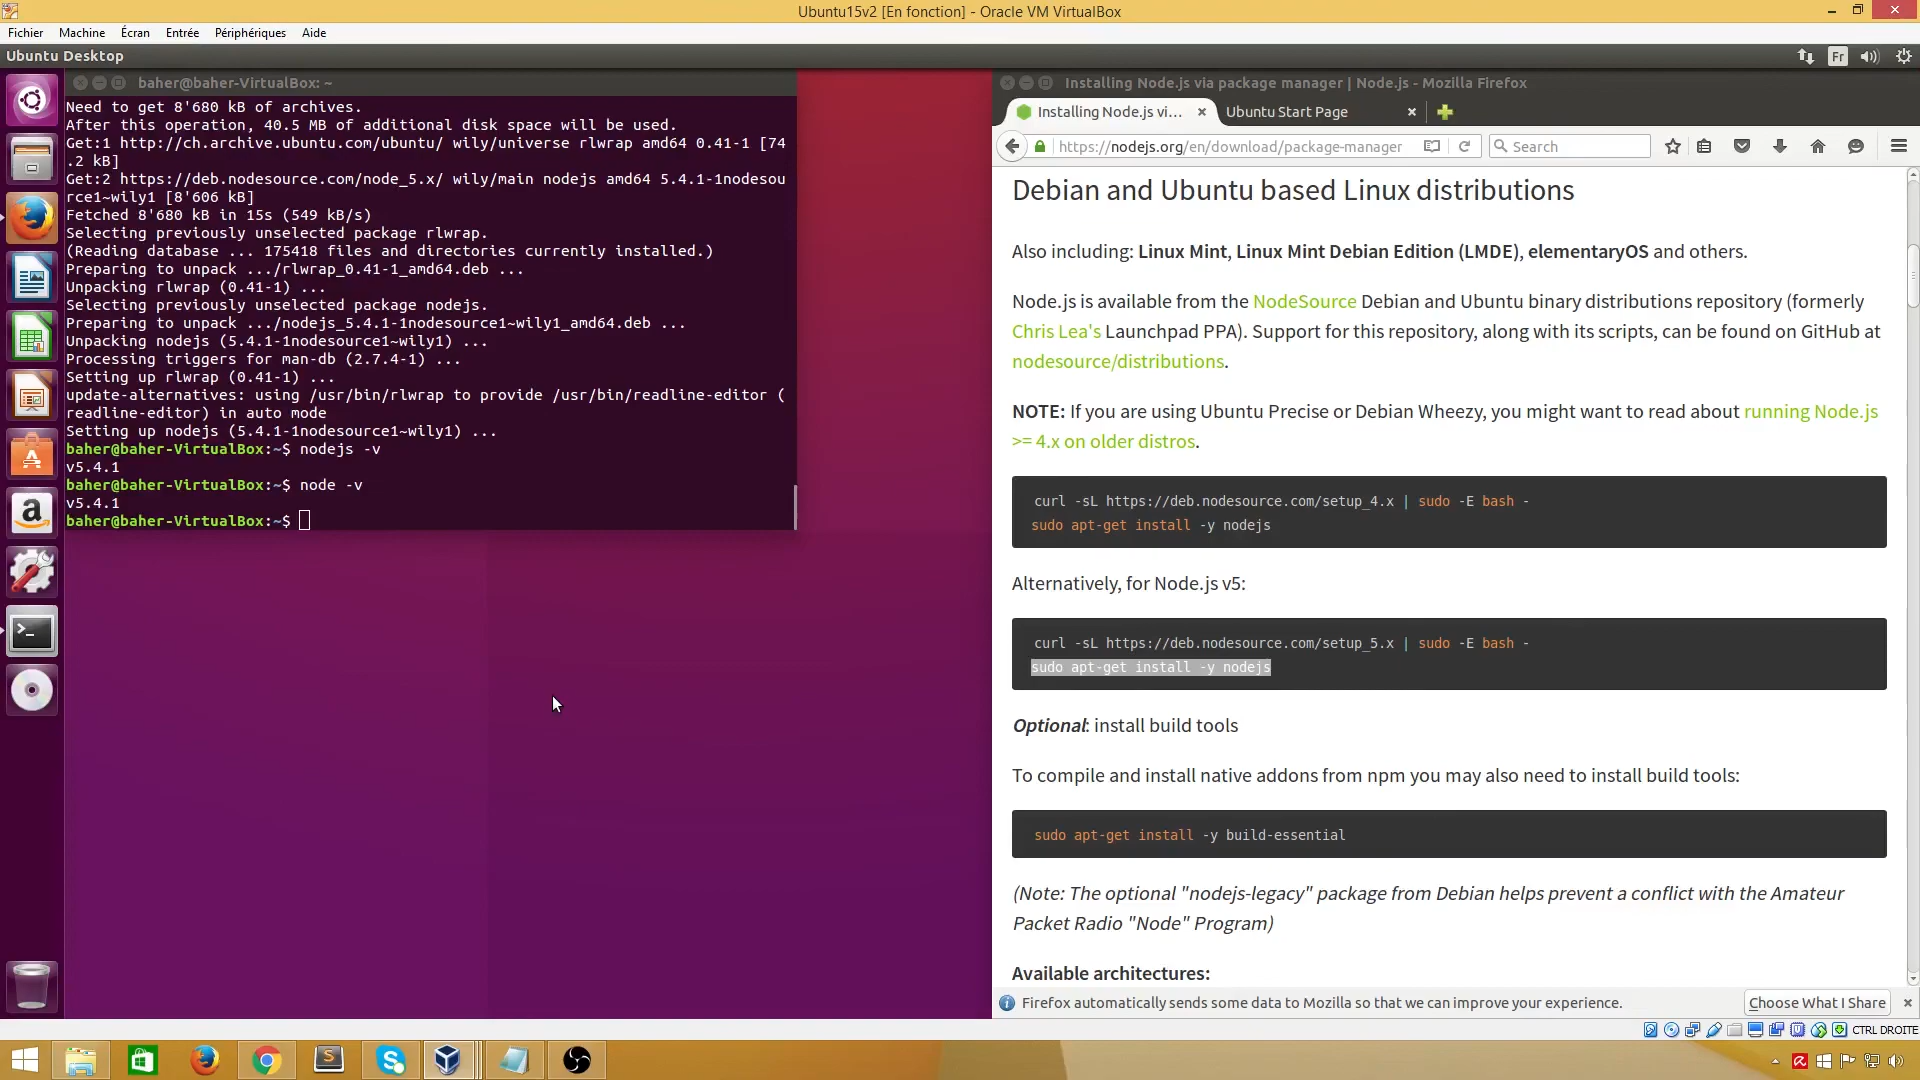 Ubuntu15v2 [En fonction] - Oracle VM VirtualBox
Fichier Machine Écran Entrée Périphériques Aide
Ubuntu Desktop
Fr
baher@baher-VirtualBox: ~
Need to get 8'680 kB of archives.
After this operation, 40.5 MB of additional disk space will be used.
Get:1 http://ch.archive.ubuntu.com/ubuntu/ wily/universe rlwrap amd64 0.41-1 [74
.2 kB]
Get:2 https://deb.nodesource.com/node_5.x/ wily/main nodejs amd64 5.4.1-1nodesou
rce1~wily1 [8'606 kB]
Fetched 8'680 kB in 15s (549 kB/s)
Selecting previously unselected package rlwrap.
(Reading database ... 175418 files and directories currently installed.)
Preparing to unpack .../rlwrap_0.41-1_amd64.deb ...
Unpacking rlwrap (0.41-1) ...
Selecting previously unselected package nodejs.
Preparing to unpack .../nodejs_5.4.1-1nodesource1~wily1_amd64.deb ...
Unpacking nodejs (5.4.1-1nodesource1~wily1) ...
Processing triggers for man-db (2.7.4-1) ...
Setting up rlwrap (0.41-1) ...
update-alternatives: using /usr/bin/rlwrap to provide /usr/bin/readline-editor (
readline-editor) in auto mode
Setting up nodejs (5.4.1-1nodesource1~wily1) ...
baher@baher-VirtualBox:~$ nodejs -v
v5.4.1
baher@baher-VirtualBox:~$ node -v
v5.4.1
baher@baher-VirtualBox:~$
Installing Node.js via package manager | Node.js - Mozilla Firefox
Installing Node.js vi... Ubuntu Start Page
https://nodejs.org/en/download/package-manager Search
Debian and Ubuntu based Linux distributions
Also including: Linux Mint, Linux Mint Debian Edition (LMDE), elementaryOS and others.
Node.js is available from the NodeSource Debian and Ubuntu binary distributions repository (formerly
Chris Lea's Launchpad PPA). Support for this repository, along with its scripts, can be found on GitHub at
nodesource/distributions.
NOTE: If you are using Ubuntu Precise or Debian Wheezy, you might want to read about running Node.js
>= 4.x on older distros.
curl -sL https://deb.nodesource.com/setup_4.x | sudo -E bash -
sudo apt-get install -y nodejs
Alternatively, for Node.js v5:
curl -sL https://deb.nodesource.com/setup_5.x | sudo -E bash -
sudo apt-get install -y nodejs
Optional: install build tools
To compile and install native addons from npm you may also need to install build tools:
sudo apt-get install -y build-essential
(Note: The optional "nodejs-legacy" package from Debian helps prevent a conflict with the Amateur
Packet Radio "Node" Program)
Available architectures:
Firefox automatically sends some data to Mozilla so that we can improve your experience. Choose What I Share
CTRL DROITE